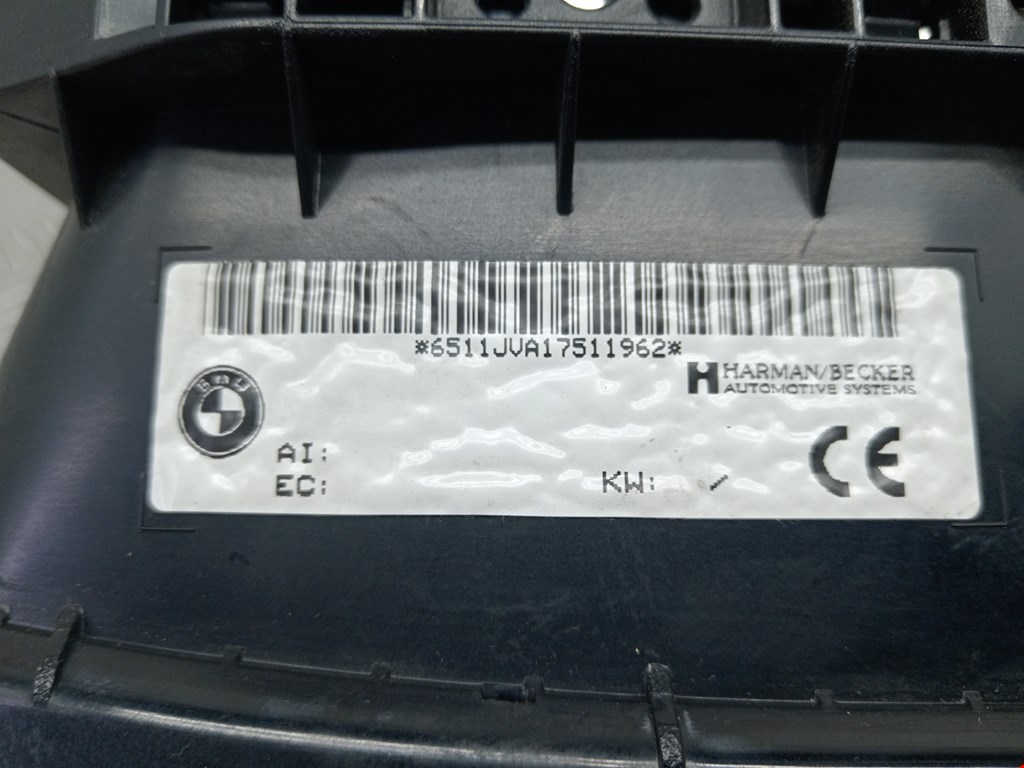 *6511JVA17511962*
HARMAN/BECKER
AUTOMOTIVE SYSTEMS
BMW
AI:
EC:
KW: /
CE